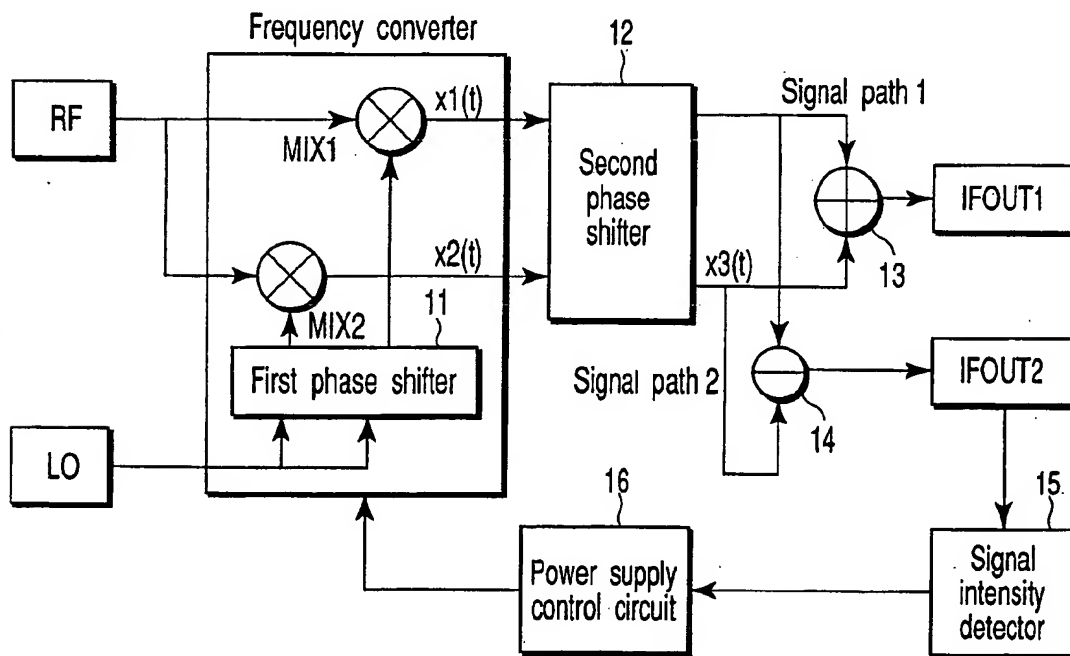 Frequency converter
12
RF
x1(t)
Signal path 1
MIX1
Second
phase
shifter
IFOUT1
x2(t)
x3(t)
13
MIX2
11
First phase shifter
Signal path 2
IFOUT2
14
LO
16
15
Power supply
control circuit
Signal
intensity
detector